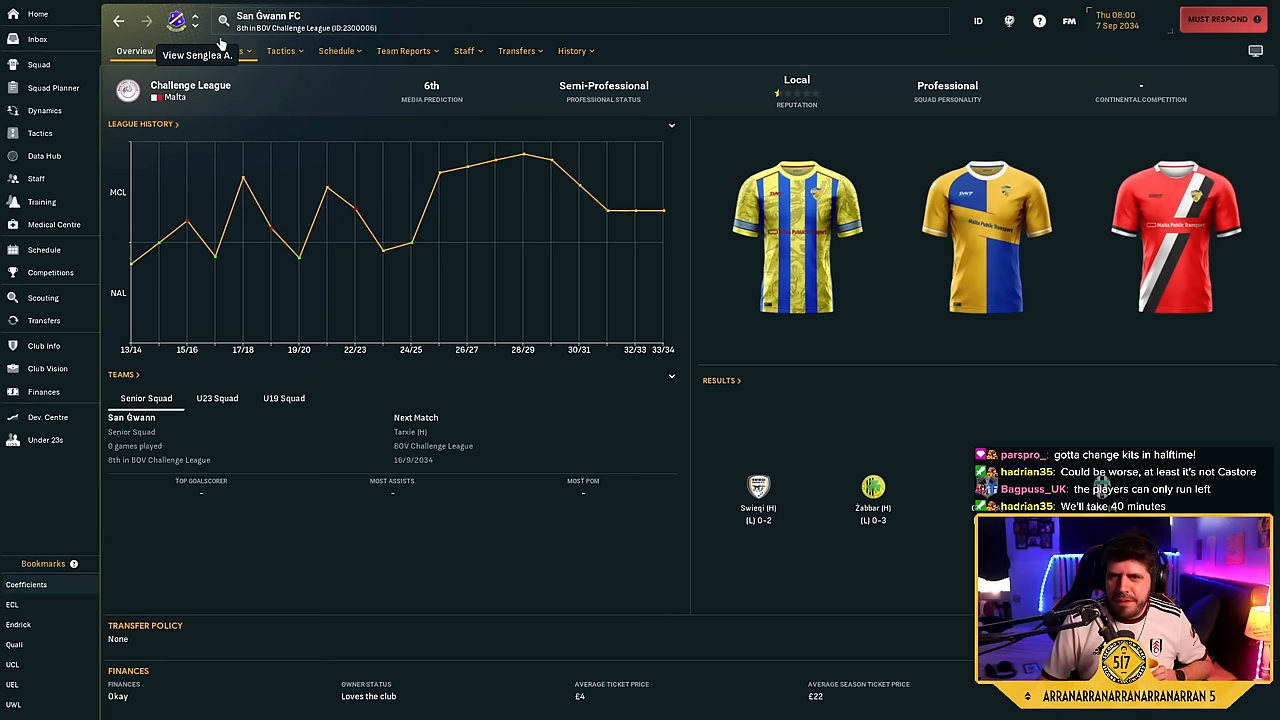 Home
Inbox
Squad
Squad Planner
Dynamics
Tactics
Data Hub
Staff
Training
Medical Centre
Schedule
Competitions
Scouting
Transfers
Club Info
Club Vision
Finances
Dev. Centre
Under 23s
Bookmarks
Coefficients
ECL
Endrick
Quali
UCL
UEL
UWL
San Ġwann FC
8th in BOV Challenge League (ID:2300006)
ID
FM
Thu 08:00
7 Sep 2034
MUST RESPOND
Overview
View Senglea A.
Tactics
Schedule
Team Reports
Staff
Transfers
History
Challenge League
Malta
6th
MEDIA PREDICTION
Semi-Professional
PROFESSIONAL STATUS
Local
REPUTATION
Professional
SQUAD PERSONALITY
-
CONTINENTAL COMPETITION
LEAGUE HISTORY >
MCL
NAL
13/14 15/16 17/18 19/20 22/23 24/25 26/27 28/29 30/31 32/33 33/34
TEAMS >
Senior Squad U23 Squad U19 Squad
San Ġwann
Senior Squad
0 games played
8th in BOV Challenge League
Next Match
Tarxie (H)
BOV Challenge League
16/9/2034
TOP GOALSCORER
-
MOST ASSISTS
-
MOST POM
-
Malta Public Transport
Malta Public Transport
Malta Public Transport
RESULTS >
Swieqi (H)
(L) 0-2
Żabbar (H)
(L) 0-3
parspro_: gotta change kits in halftime!
hadrian35: Could be worse, at least it's not Castore
Bagpuss_UK: the players can only run left
hadrian35: We'll take 40 minutes
TRANSFER POLICY
None
FINANCES
FINANCES
Okay
OWNER STATUS
Loves the club
AVERAGE TICKET PRICE
£4
AVERAGE SEASON TICKET PRICE
£22
517
ARRANARRANARRANARRANARRAN 5